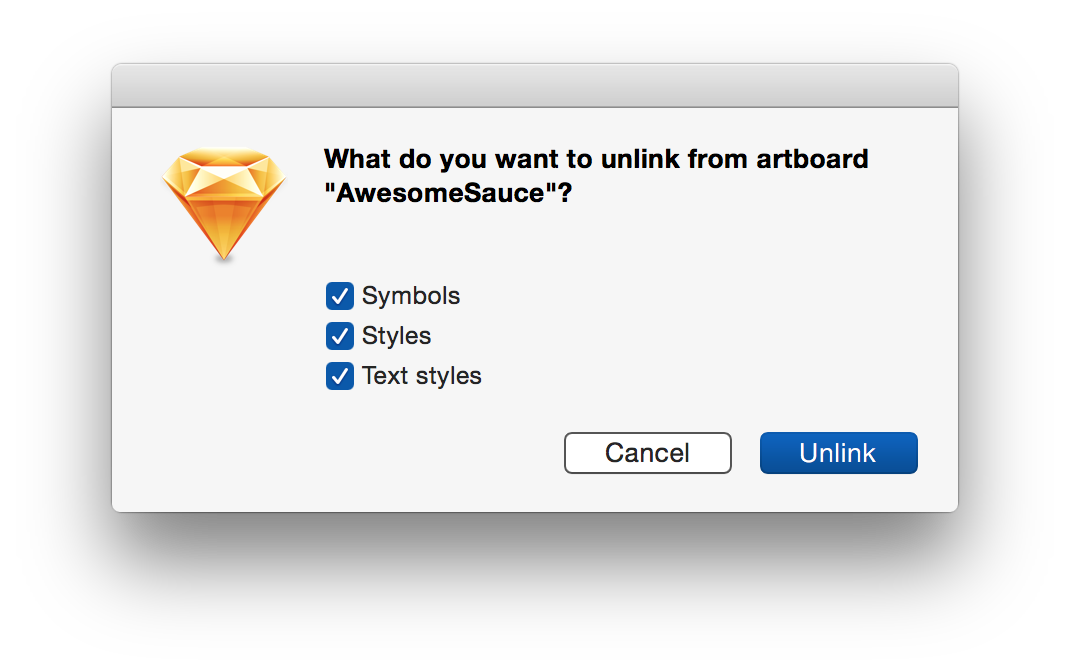 What do you want to unlink from artboard
"AwesomeSauce"?
Symbols
Styles
Text styles
Cancel
Unlink